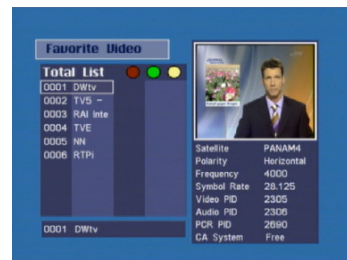 Favorite Video
Total List
0001 DWtv
0002 TV5 -
0003 RAI Inte
0004 TVE
0005 NN
0006 RTPi
0001 DWtv
Satellite PANAM4
Polarity Horizontal
Frequency 4000
Symbol Rate 28.125
Video PID 2305
Audio PID 2306
PCR PID 2690
CA System Free